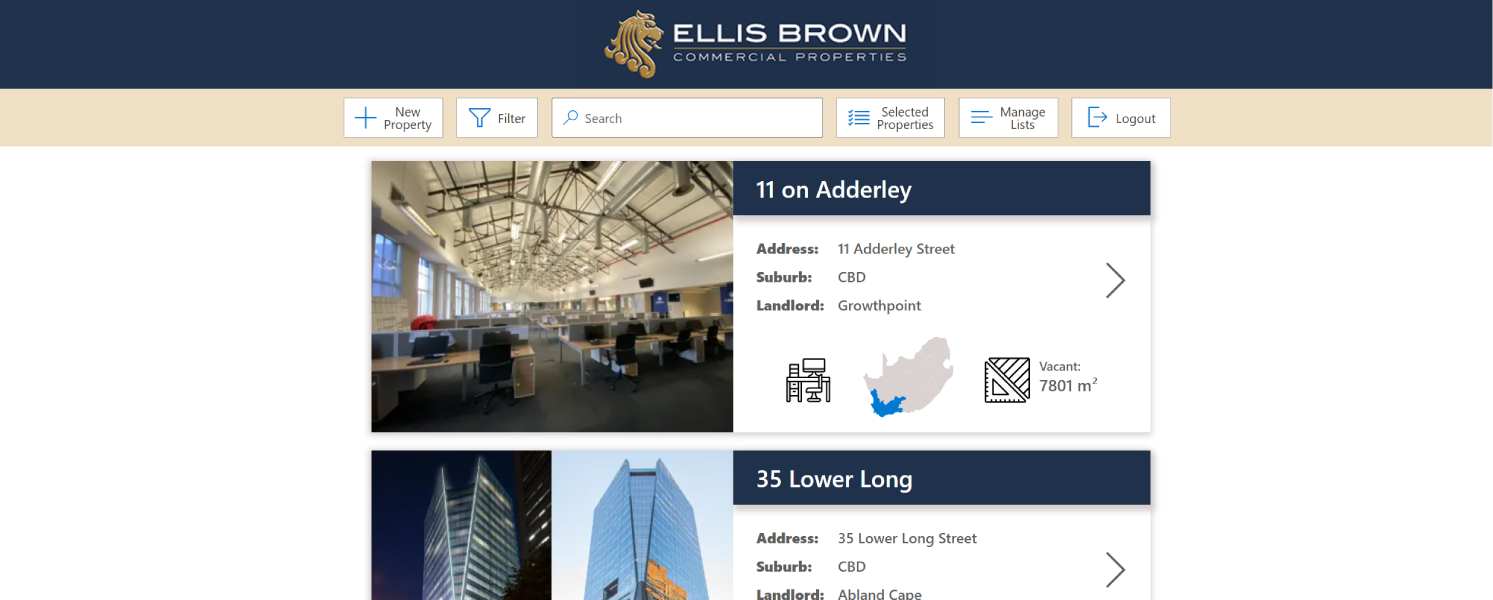 ELLIS BROWN
COMMERCIAL PROPERTIES
New
Property
Filter
Search
Selected
Properties
Manage
Lists
Logout
11 on Adderley
Address: 11 Adderley Street
Suburb: CBD
Landlord: Growthpoint
Vacant:
7801 m²
35 Lower Long
Address: 35 Lower Long Street
Suburb: CBD
Landlord: Abland Cape